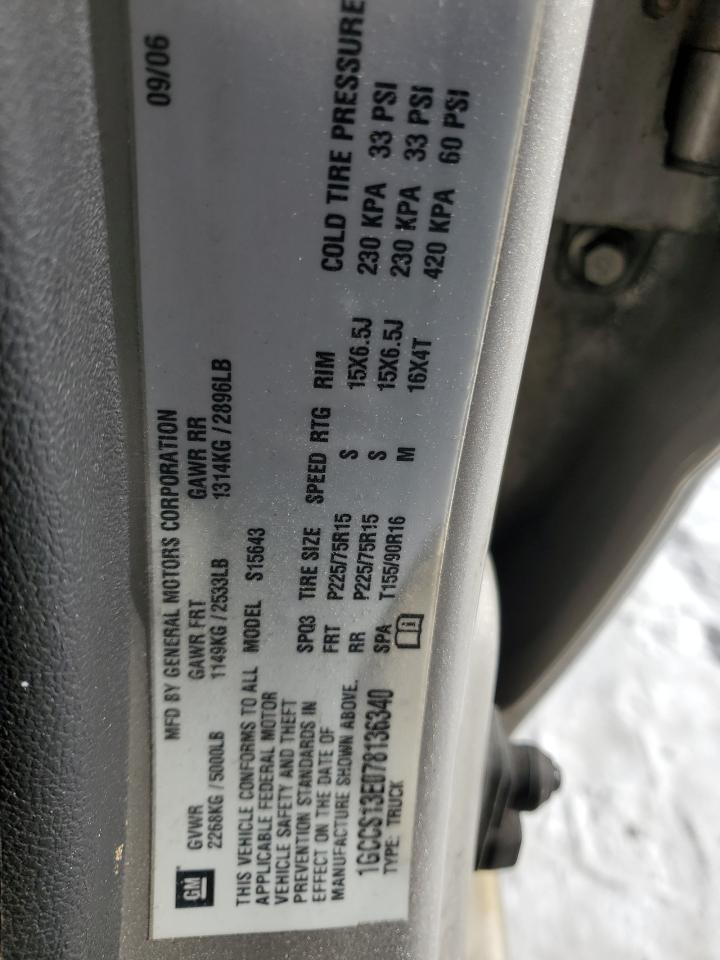 GM
MFD BY GENERAL MOTORS CORPORATION 09/06
GVWR GAWR FRT GAWR RR
2268KG / 5000LB 1149KG / 2533LB 1314KG / 2896LB
THIS VEHICLE CONFORMS TO ALL
APPLICABLE FEDERAL MOTOR
VEHICLE SAFETY AND THEFT
PREVENTION STANDARDS IN
EFFECT ON THE DATE OF
MANUFACTURE SHOWN ABOVE.
1GCCS13E078136340
TYPE: TRUCK
MODEL S15643
SPQ3 TIRE SIZE SPEED RTG RIM COLD TIRE PRESSURE
FRT P225/75R15 S 15X6.5J 230 KPA 33 PSI
RR P225/75R15 S 15X6.5J 230 KPA 33 PSI
SPA T155/90R16 M 16X4T 420 KPA 60 PSI